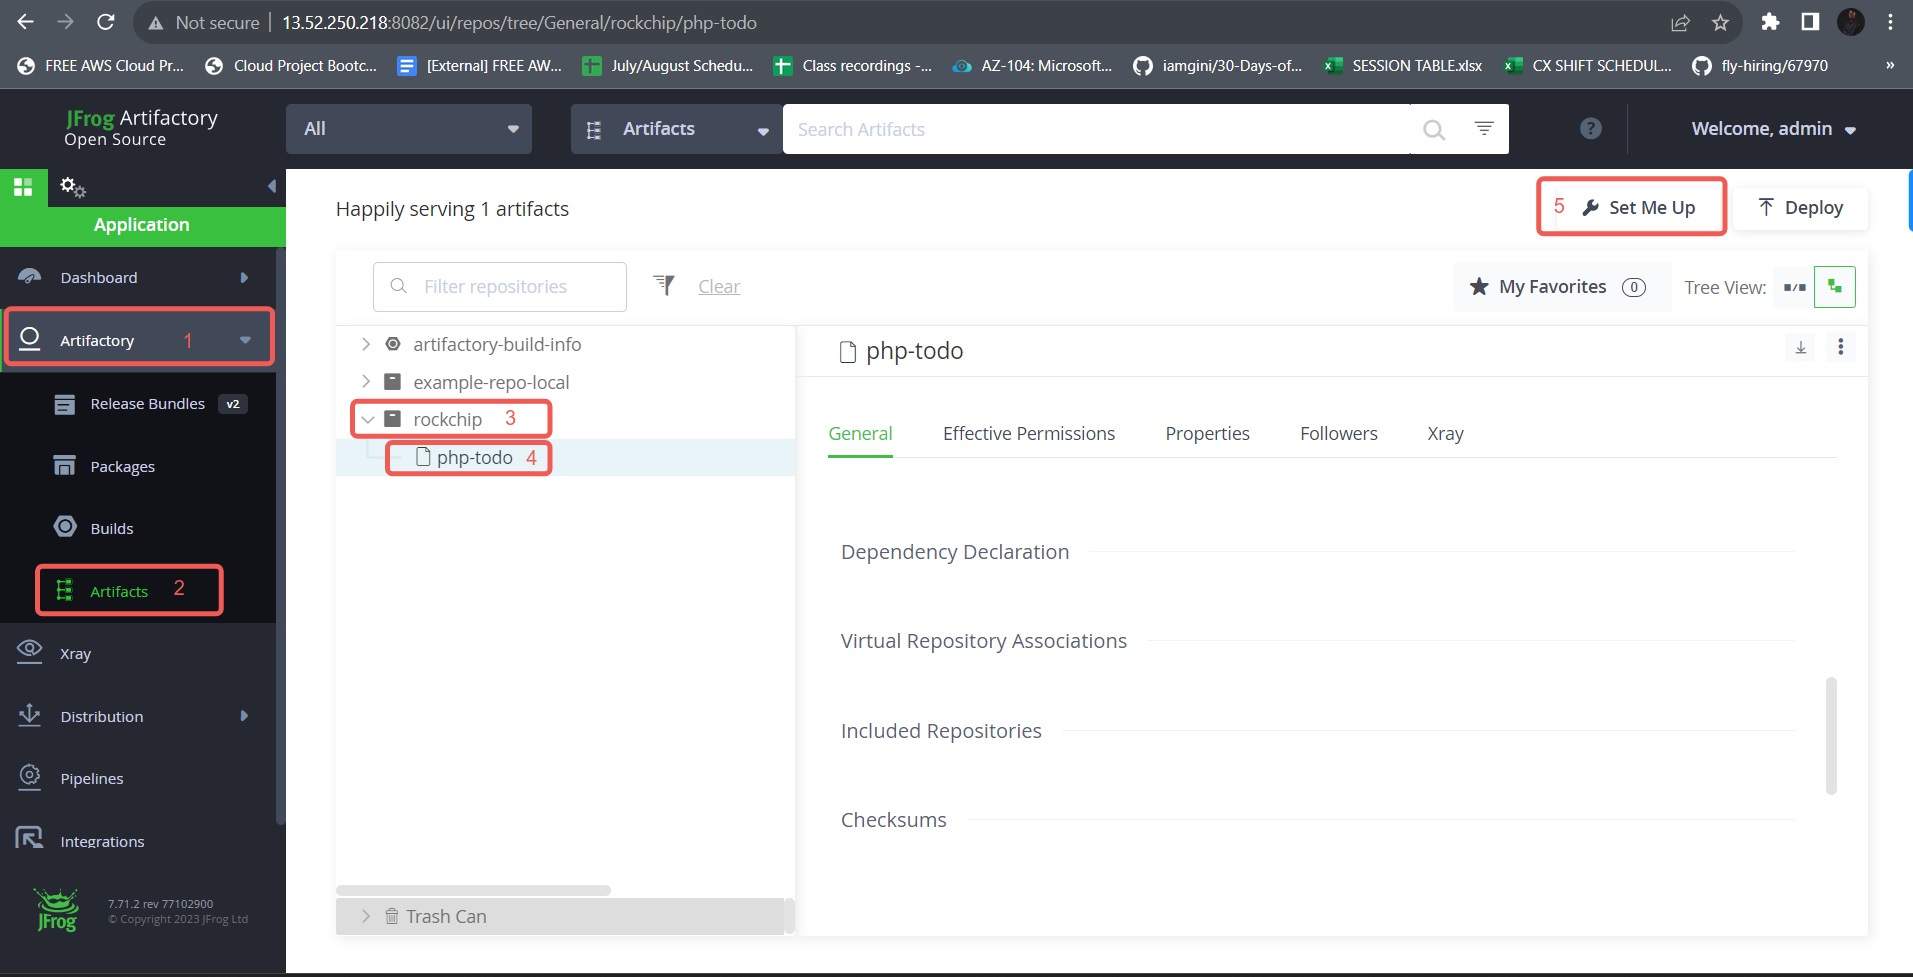 Not secure | 13.52.250.218:8082/ui/repos/tree/General/rockchip/php-todo
FREE AWS Cloud Pr... Cloud Project Bootc... [External] FREE AW... July/August Schedu... Class recordings -... AZ-104: Microsoft... iamgini/30-Days-of... SESSION TABLE.xlsx CX SHIFT SCHEDUL... fly-hiring/67970 »
JFrog Artifactory
Open Source
All
Artifacts
Search Artifacts
?
Welcome, admin
Application
Happily serving 1 artifacts
5 Set Me Up
Deploy
Dashboard
Artifactory 1
Release Bundles v2
Packages
Builds
Artifacts 2
Xray
Distribution
Pipelines
Integrations
JFrog
7.71.2 rev 77102900
© Copyright 2023 JFrog Ltd
Filter repositories
Clear
My Favorites 0
Tree View:
artifactory-build-info
example-repo-local
rockchip 3
php-todo 4
Trash Can
php-todo
General Effective Permissions Properties Followers Xray
Dependency Declaration
Virtual Repository Associations
Included Repositories
Checksums